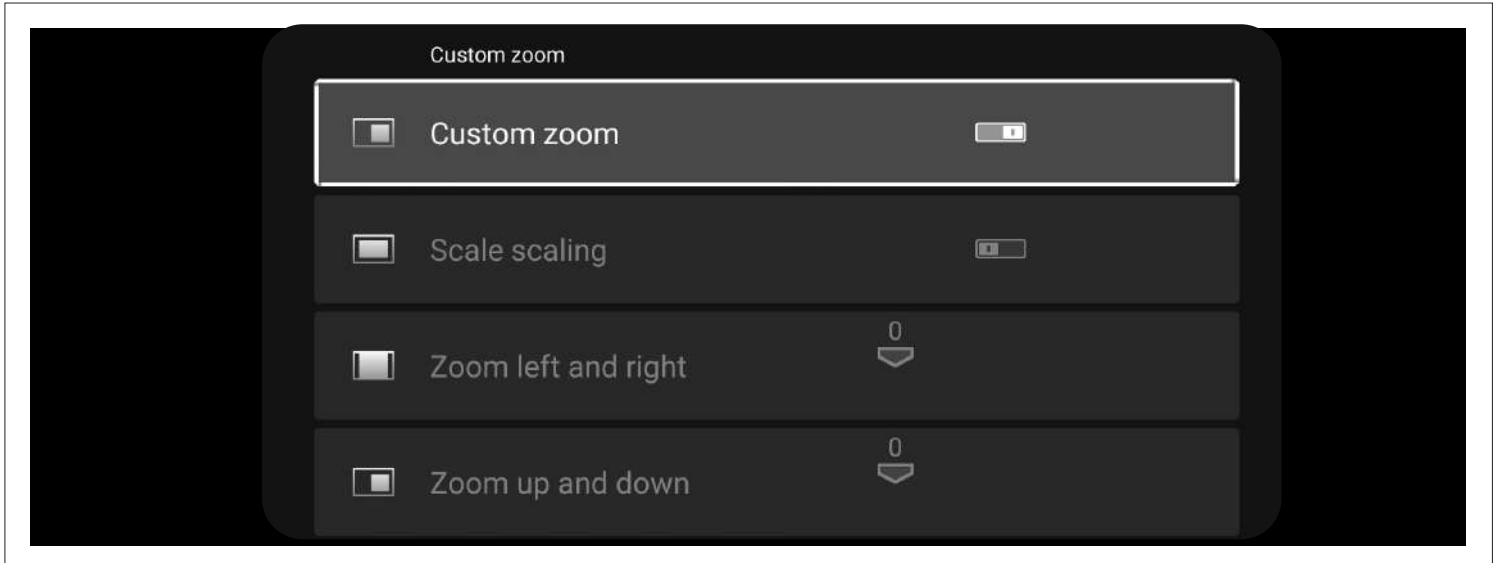 Custom zoom
Custom zoom
Scale scaling
0
Zoom left and right
0
Zoom up and down